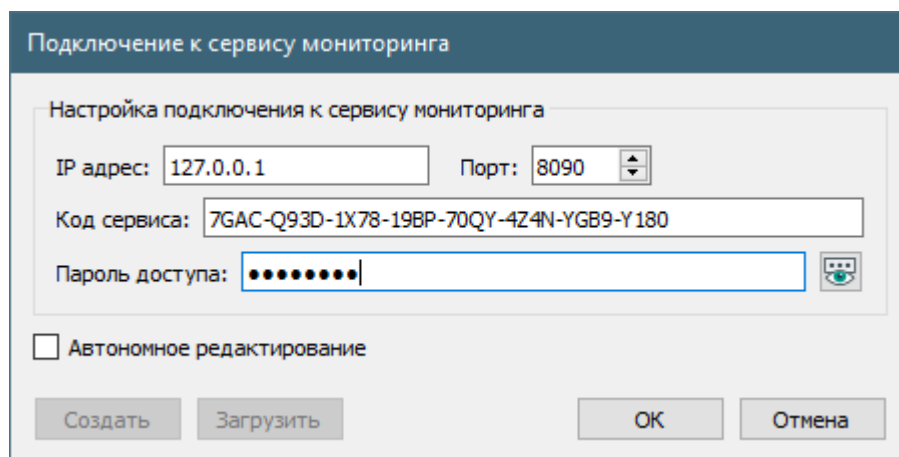 Подключение к сервису мониторинга
Настройка подключения к сервису мониторинга
IP адрес: 127.0.0.1 Порт: 8090
Код сервиса: 7GAC-Q93D-1X78-19BP-70QY-4Z4N-YGB9-Y180
Пароль доступа: ●●●●●●●●
Автономное редактирование
Создать Загрузить ОК Отмена